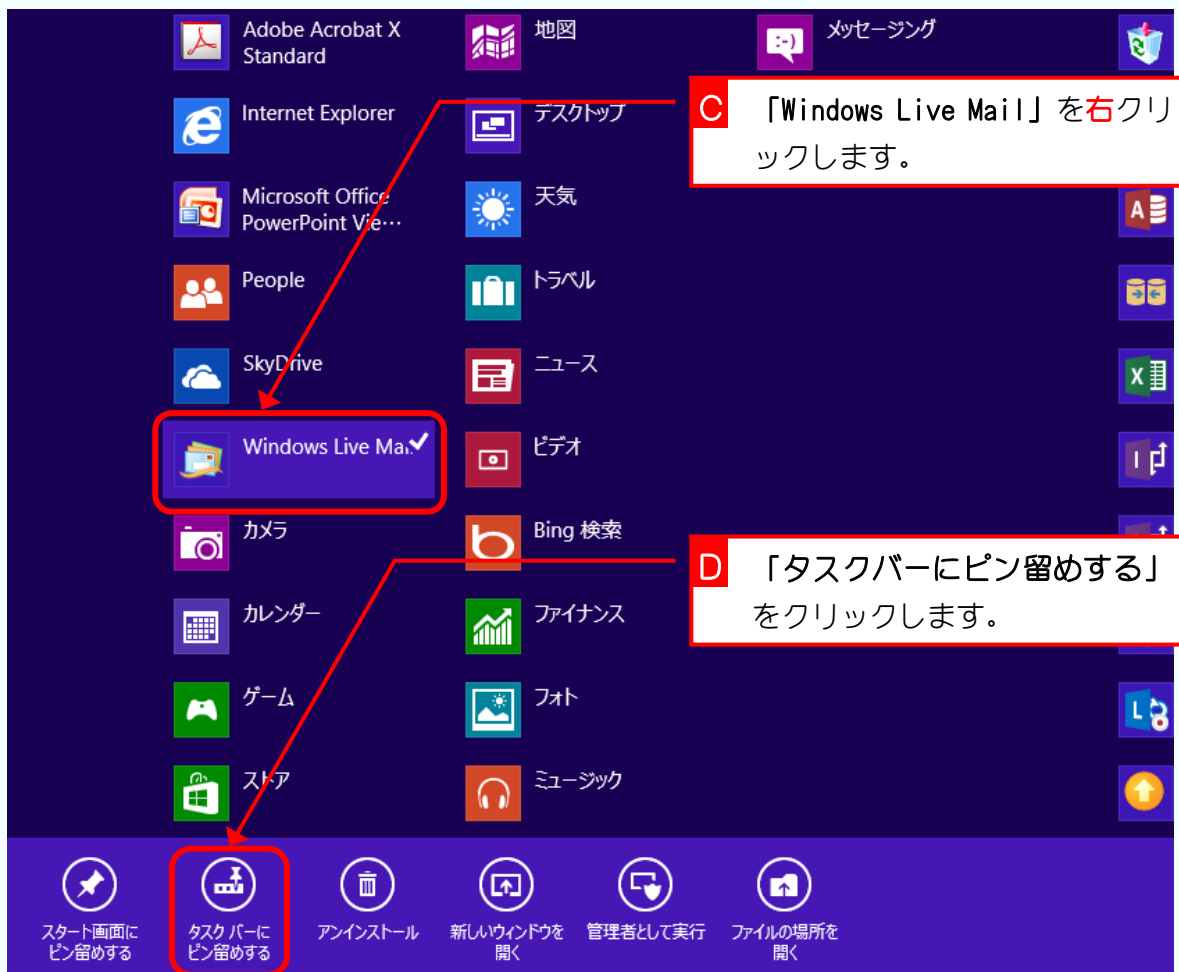 Adobe Acrobat X
Standard
Internet Explorer
Microsoft Office
PowerPoint Vie…
People
SkyDrive
Windows Live Mai
カメラ
カレンダー
ゲーム
ストア
地図
デスクトップ
天気
トラベル
ニュース
ビデオ
Bing 検索
ファイナンス
フォト
ミュージック
:-)
メッセージング
C
「Windows Live Mail」を右クリ
ックします。
D
「タスクバーにピン留めする」
をクリックします。
スタート画面に
ピン留めする
タスク バーに
ピン留めする
アンインストール
新しいウィンドウを
開く
管理者として実行
ファイルの場所を
開く